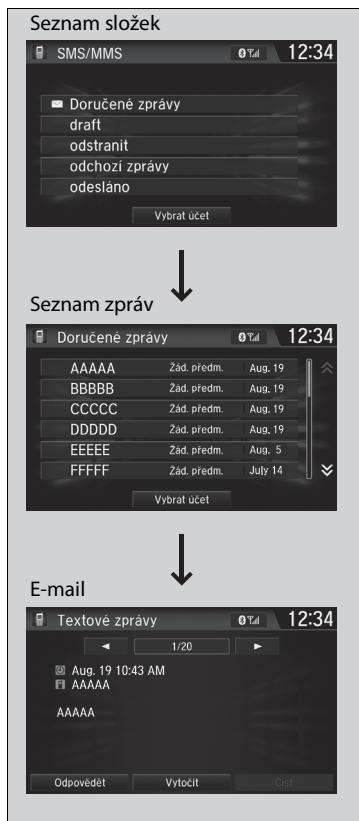 Seznam složek
SMS/MMS 12:34
Doručené zprávy
draft
odstranit
odchozí zprávy
odesláno
Vybrat účet
Seznam zpráv
Doručené zprávy 12:34
AAAAA Žád. předm. Aug. 19
BBBBB Žád. předm. Aug. 19
CCCCC Žád. předm. Aug. 19
DDDDD Žád. předm. Aug. 19
EEEEE Žád. předm. Aug. 5
FFFFF Žád. předm. July 14
Vybrat účet
E-mail
Textové zprávy 12:34
1/20
Aug. 19 10:43 AM
AAAAA
AAAAA
Odpovědět Vytočit Číst